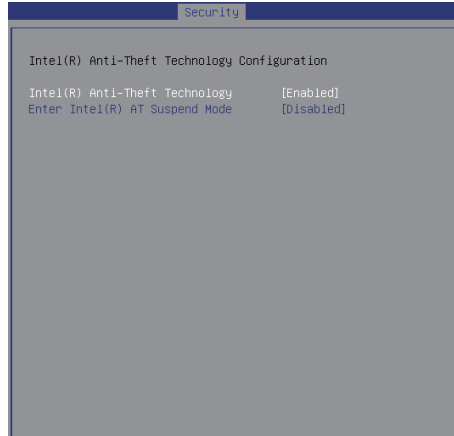 Security
Intel(R) Anti-Theft Technology Configuration
Intel(R) Anti-Theft Technology [Enabled]
Enter Intel(R) AT Suspend Mode [Disabled]